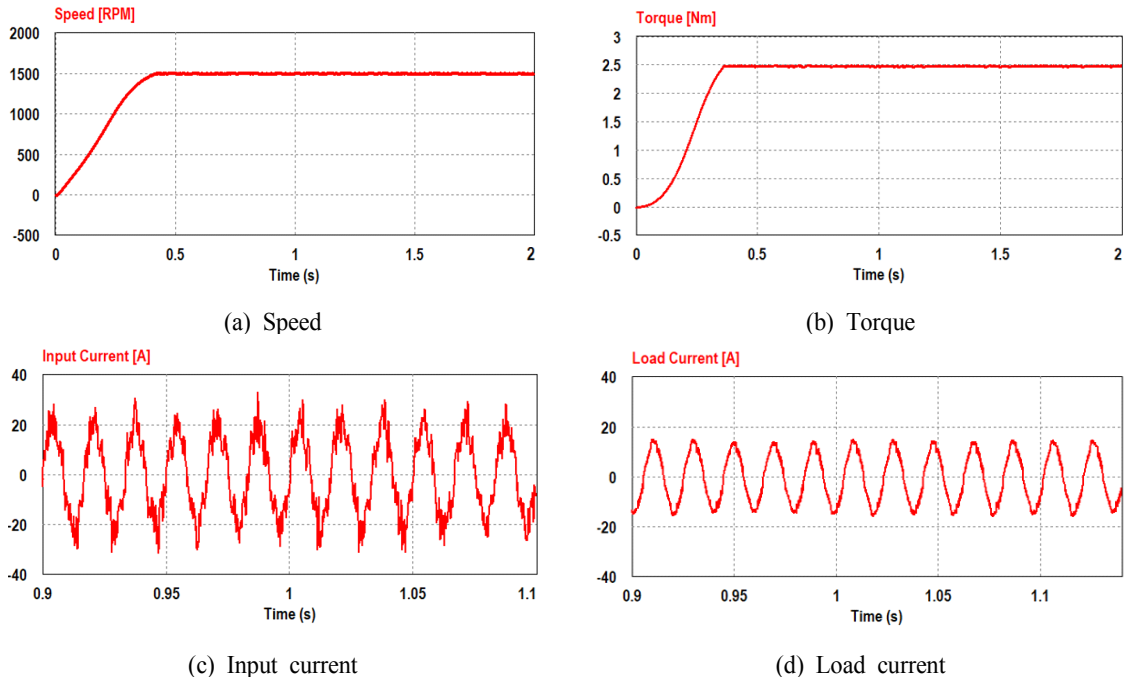 Speed [RPM]
2000
1500
1000
500
0
-500
0 0.5 1 1.5 2
Time (s)
(a) Speed
Torque [Nm]
3
2.5
2
1.5
1
0.5
0
-0.5
0 0.5 1 1.5 2
Time (s)
(b) Torque
Input Current [A]
40
20
0
-20
-40
0.9 0.95 1 1.05 1.1
Time (s)
(c) Input current
Load Current [A]
40
20
0
-20
-40
0.9 0.95 1 1.05 1.1
Time (s)
(d) Load current